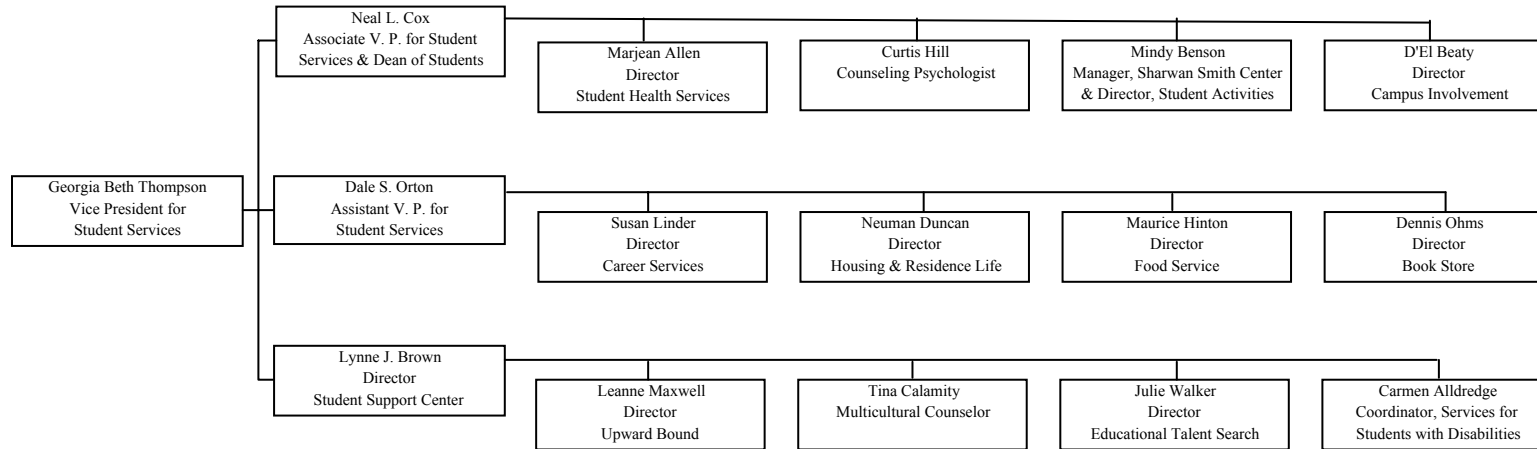 Neal L. Cox
Associate V. P. for Student
Services & Dean of Students
Marjean Allen
Director
Student Health Services
Curtis Hill
Counseling Psychologist
Mindy Benson
Manager, Sharwan Smith Center
& Director, Student Activities
D'El Beaty
Director
Campus Involvement
Georgia Beth Thompson
Vice President for
Student Services
Dale S. Orton
Assistant V. P. for
Student Services
Susan Linder
Director
Career Services
Neuman Duncan
Director
Housing & Residence Life
Maurice Hinton
Director
Food Service
Dennis Ohms
Director
Book Store
Lynne J. Brown
Director
Student Support Center
Leanne Maxwell
Director
Upward Bound
Tina Calamity
Multicultural Counselor
Julie Walker
Director
Educational Talent Search
Carmen Alldredge
Coordinator, Services for
Students with Disabilities